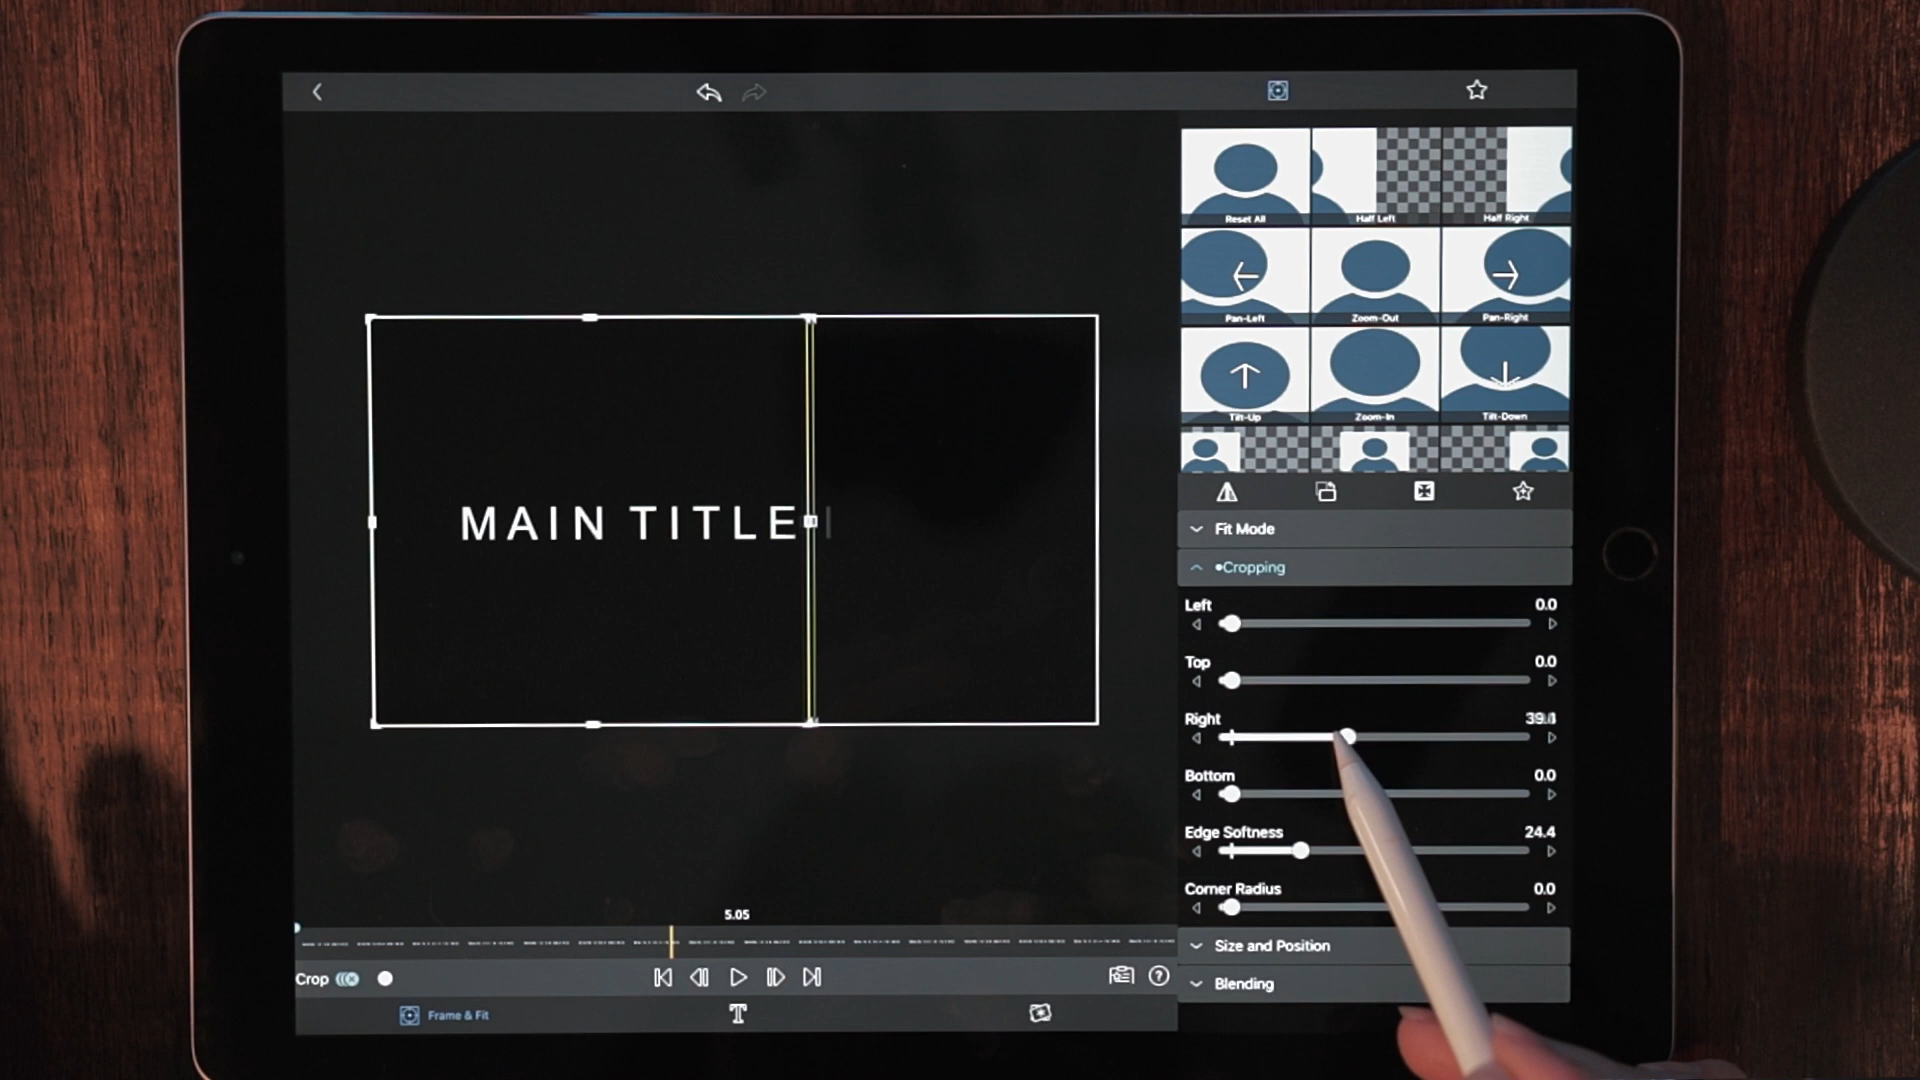 Reset All
Half Left
Half Right
Pan-Left
Zoom-Out
Pan-Right
Tilt-Up
Zoom-In
Tilt-Down
MAIN TITLE
Fit Mode
•Cropping
Left 0.0
Top 0.0
Right
Bottom 0.0
Edge Softness 24.4
Corner Radius 0.0
Size and Position
Blending
5.05
Crop
Frame & Fit
T